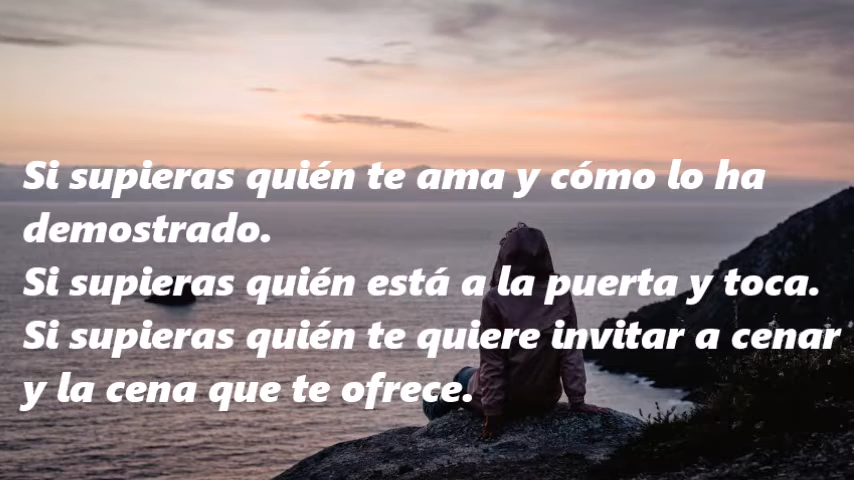 Si supieras quién te ama y cómo lo ha
demostrado.
Si supieras quién está a la puerta y toca.
Si supieras quién te quiere invitar a cenar
y la cena que te ofrece.